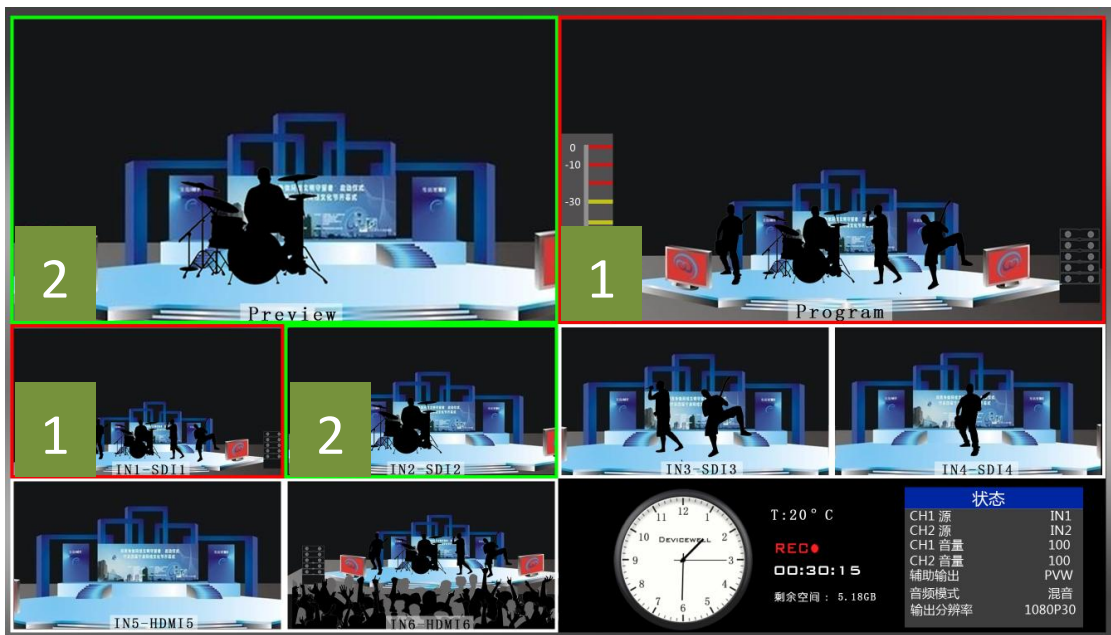 2
Preview
0
-10
-30
1
Program
1
IN1-SDI1
2
IN2-SDI2
IN3-SDI3
IN4-SDI4
IN5-HDMI5
IN6-HDMI6
12
1
2
3
4
5
6
7
8
9
10
11
DEVICEWELL
T:20°C
REC
00:30:15
剩余空间：5.18GB
状态
CH1 源 IN1
CH2 源 IN2
CH1 音量 100
CH2 音量 100
辅助输出 PVW
音频模式 混音
输出分辨率 1080P30